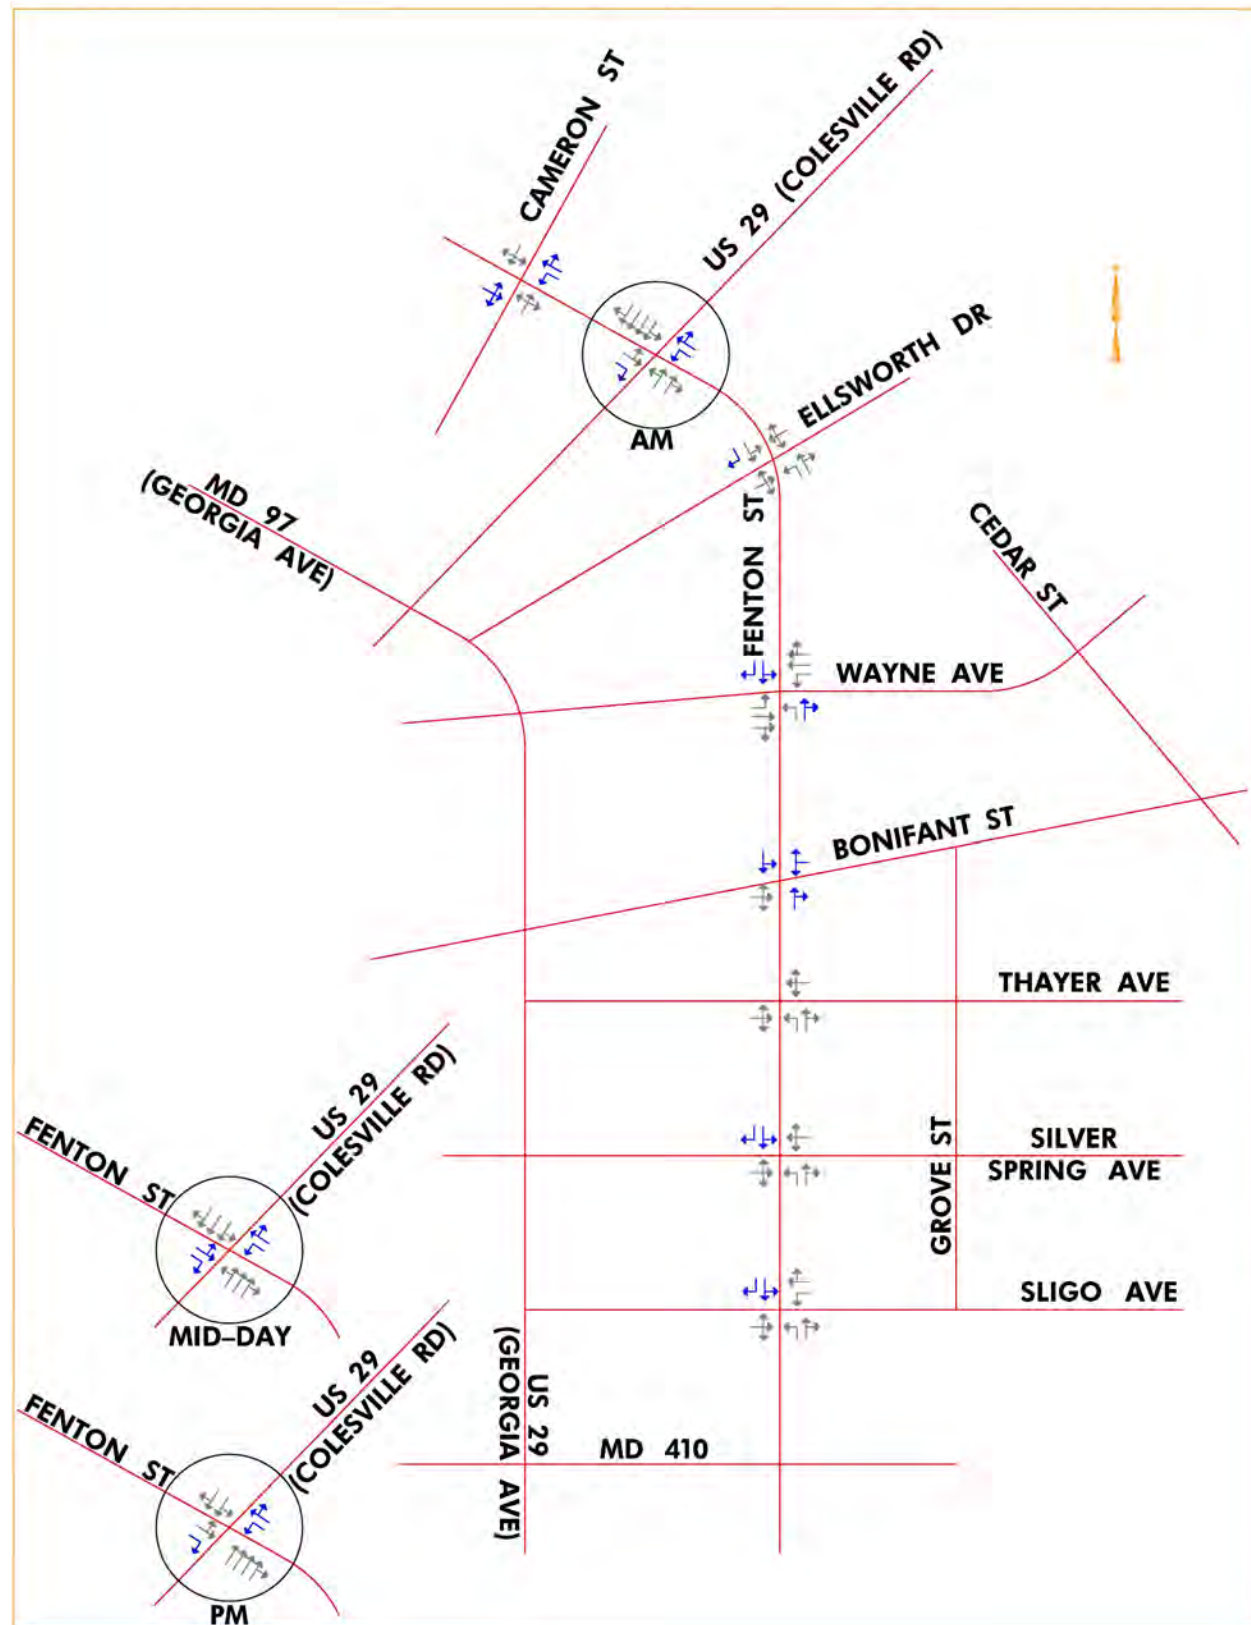 CAMERON ST
US 29 (COLESVILLE RD)
ELLSWORTH DR
AM
MD 97
(GEORGIA AVE)
FENTON ST
CEDAR ST
WAYNE AVE
BONIFANT ST
THAYER AVE
GROVE ST
SILVER
SPRING AVE
SLIGO AVE
US 29
(GEORGIA AVE)
MD 410
FENTON ST
US 29
(COLESVILLE RD)
MID-DAY
FENTON ST
US 29
(COLESVILLE RD)
PM